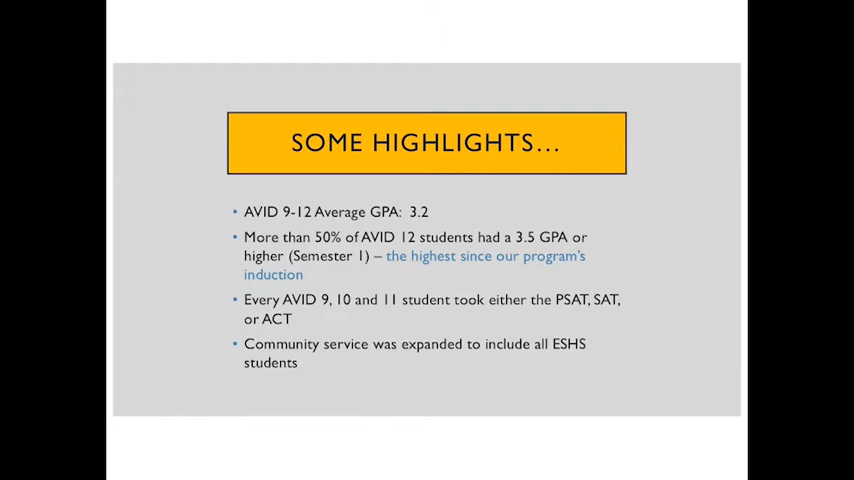 SOME HIGHLIGHTS...
• AVID 9-12 Average GPA: 3.2
• More than 50% of AVID 12 students had a 3.5 GPA or
higher (Semester 1) – the highest since our program's
induction
• Every AVID 9, 10 and 11 student took either the PSAT, SAT,
or ACT
• Community service was expanded to include all ESHS
students